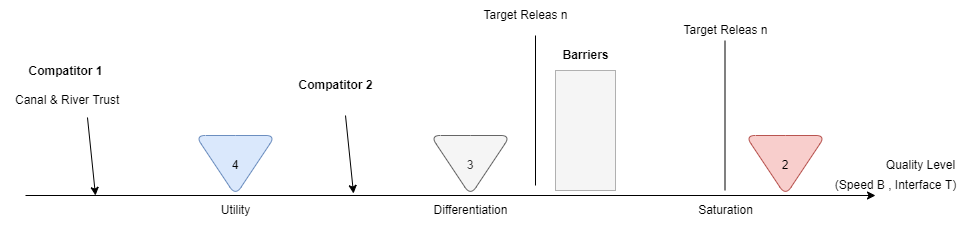 Target Releas n
Target Releas n
Barriers
Compatitor 1
Compatitor 2
Canal & River Trust
4
3
2
Quality Level
(Speed B , Interface T)
Utility
Differentiation
Saturation